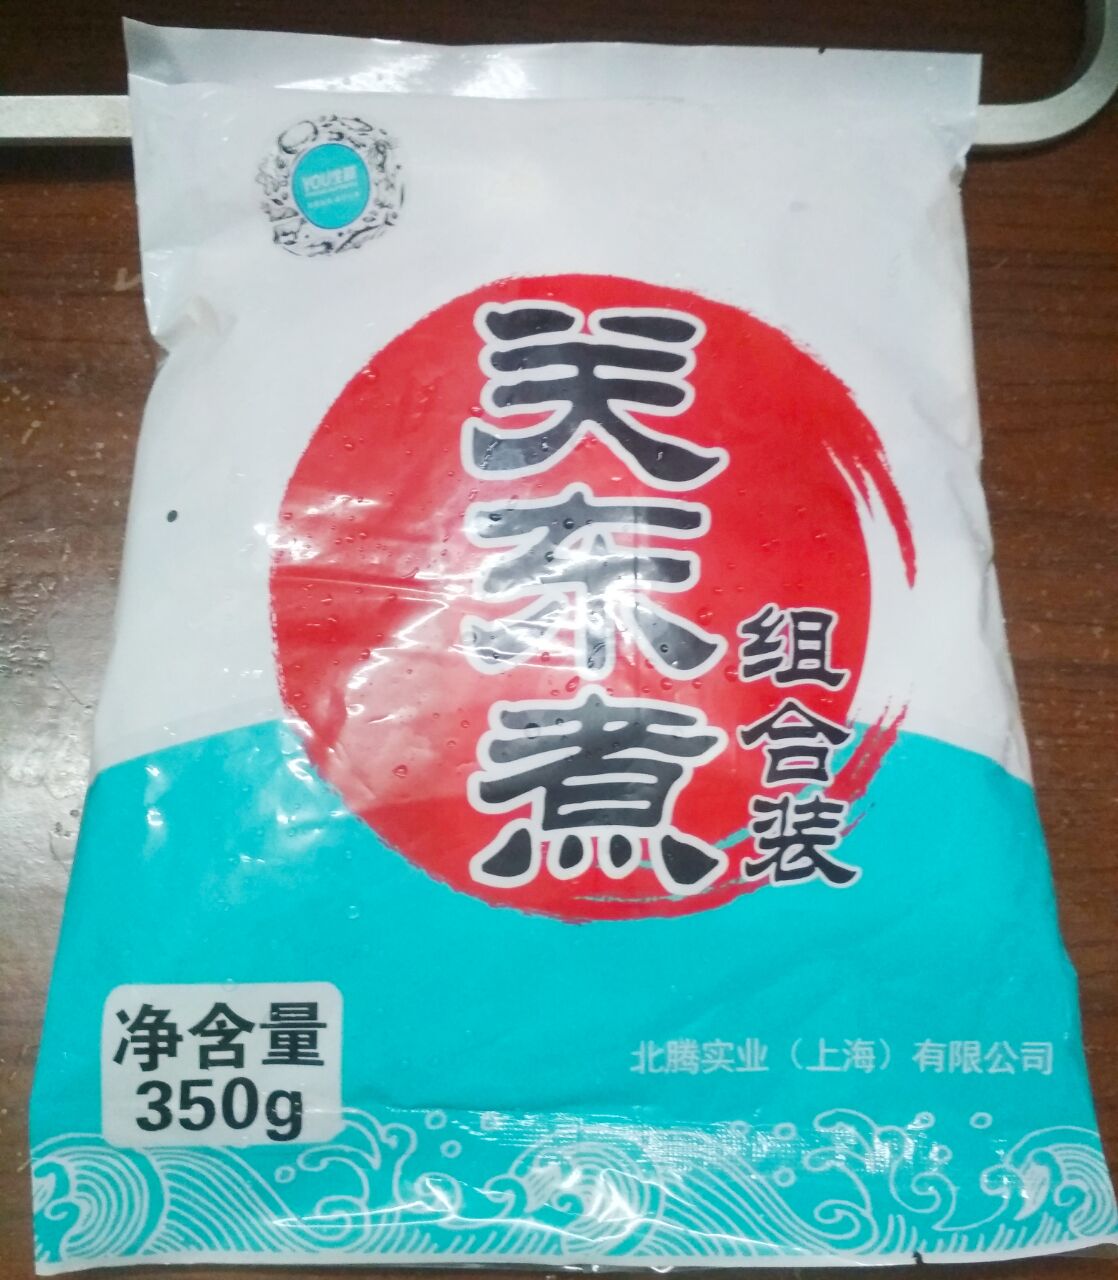 关东煮
组合装
净含量
350g
北腾实业（上海）有限公司